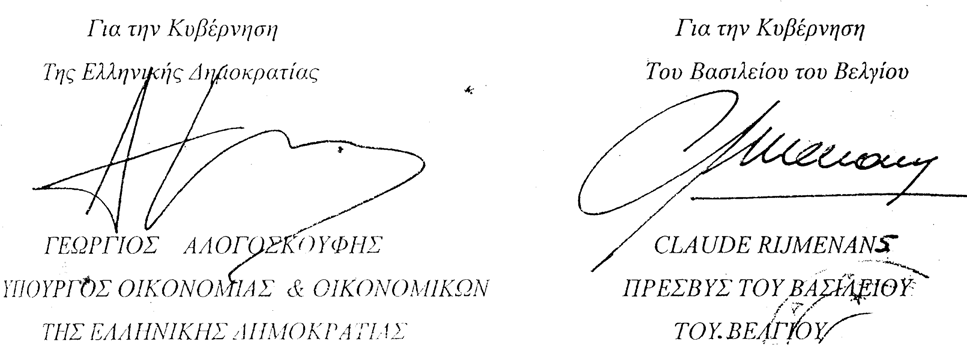 Για την Κυβέρνηση
Της Ελληνικής Δημοκρατίας
ΓΕΩΡΓΙΟΣ ΑΛΟΓΟΣΚΟΥΦΗΣ
ΥΠΟΥΡΓΟΣ ΟΙΚΟΝΟΜΙΑΣ & ΟΙΚΟΝΟΜΙΚΩΝ
ΤΗΣ ΕΛΛΗΝΙΚΗΣ ΔΗΜΟΚΡΑΤΙΑΣ
Για την Κυβέρνηση
Του Βασιλείου του Βελγίου
CLAUDE RIJMENANS
ΠΡΕΣΒΥΣ ΤΟΥ ΒΑΣΙΛΕΙΟΥ
ΤΟΥ ΒΕΛΓΙΟΥ